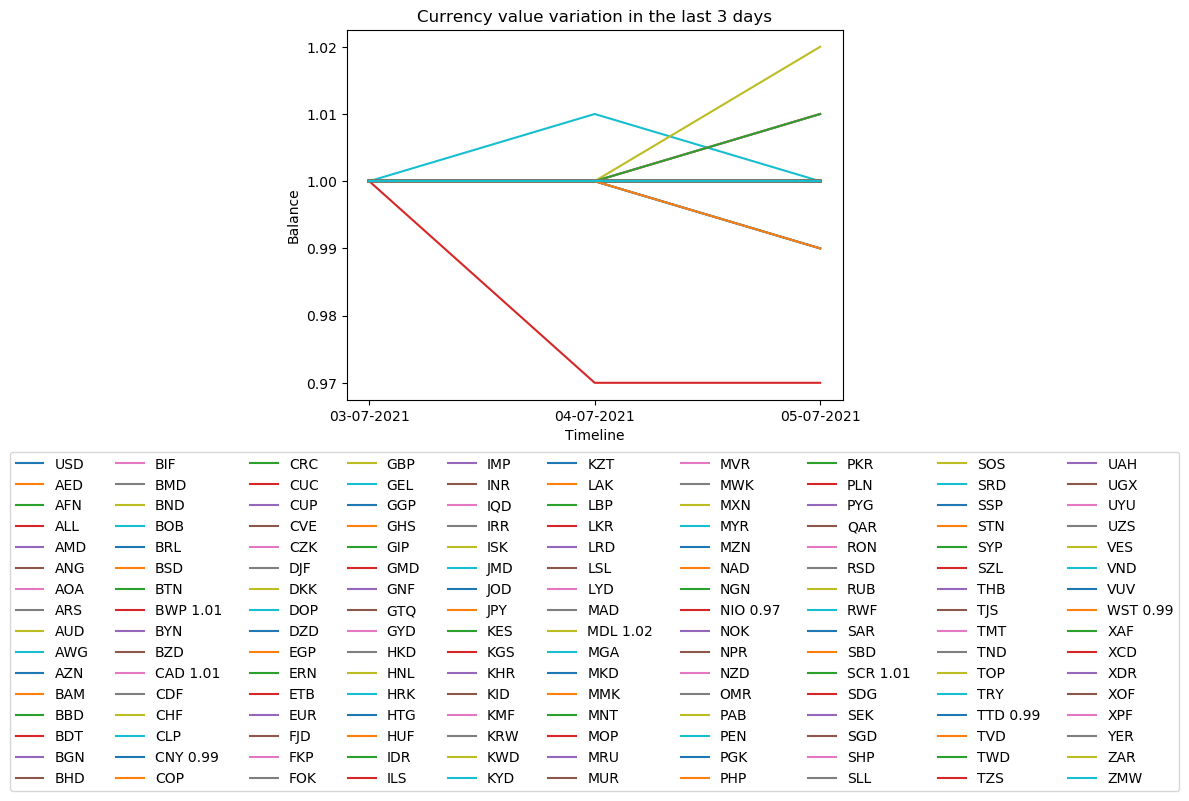 Currency value variation in the last 3 days
1.02
1.01
1.00
0.99
0.98
0.97
Balance
03-07-2021 04-07-2021 05-07-2021
Timeline
USD BIF CRC GBP IMP KZT MVR PKR SOS UAH
AED BMD CUC GEL INR LAK MWK PLN SRD UGX
AFN BND CUP GGP IQD LBP MXN PYG SSP UYU
ALL BOB CVE GHS IRR LKR MYR QAR STN UZS
AMD BRL CZK GIP ISK LRD MZN RON SYP VES
ANG BSD DJF GMD JMD LSL NAD RSD SZL VND
AOA BTN DKK GNF JOD LYD NGN RUB THB VUV
ARS BWP 1.01 DOP GTQ JPY MAD NIO 0.97 RWF TJS WST 0.99
AUD BYN DZD GYD KES MDL 1.02 NOK SAR TMT XAF
AWG BZD EGP HKD KGS MGA NPR SBD TND XCD
AZN CAD 1.01 ERN HNL KHR MKD NZD SCR 1.01 TOP XDR
BAM CDF ETB HRK KID MMK OMR SDG TRY XOF
BBD CHF EUR HTG KMF MNT PAB SEK TTD 0.99 XPF
BDT CLP FJD HUF KRW MOP PEN SGD TVD YER
BGN CNY 0.99 FKP IDR KWD MRU PGK SHP TWD ZAR
BHD COP FOK ILS KYD MUR PHP SLL TZS ZMW